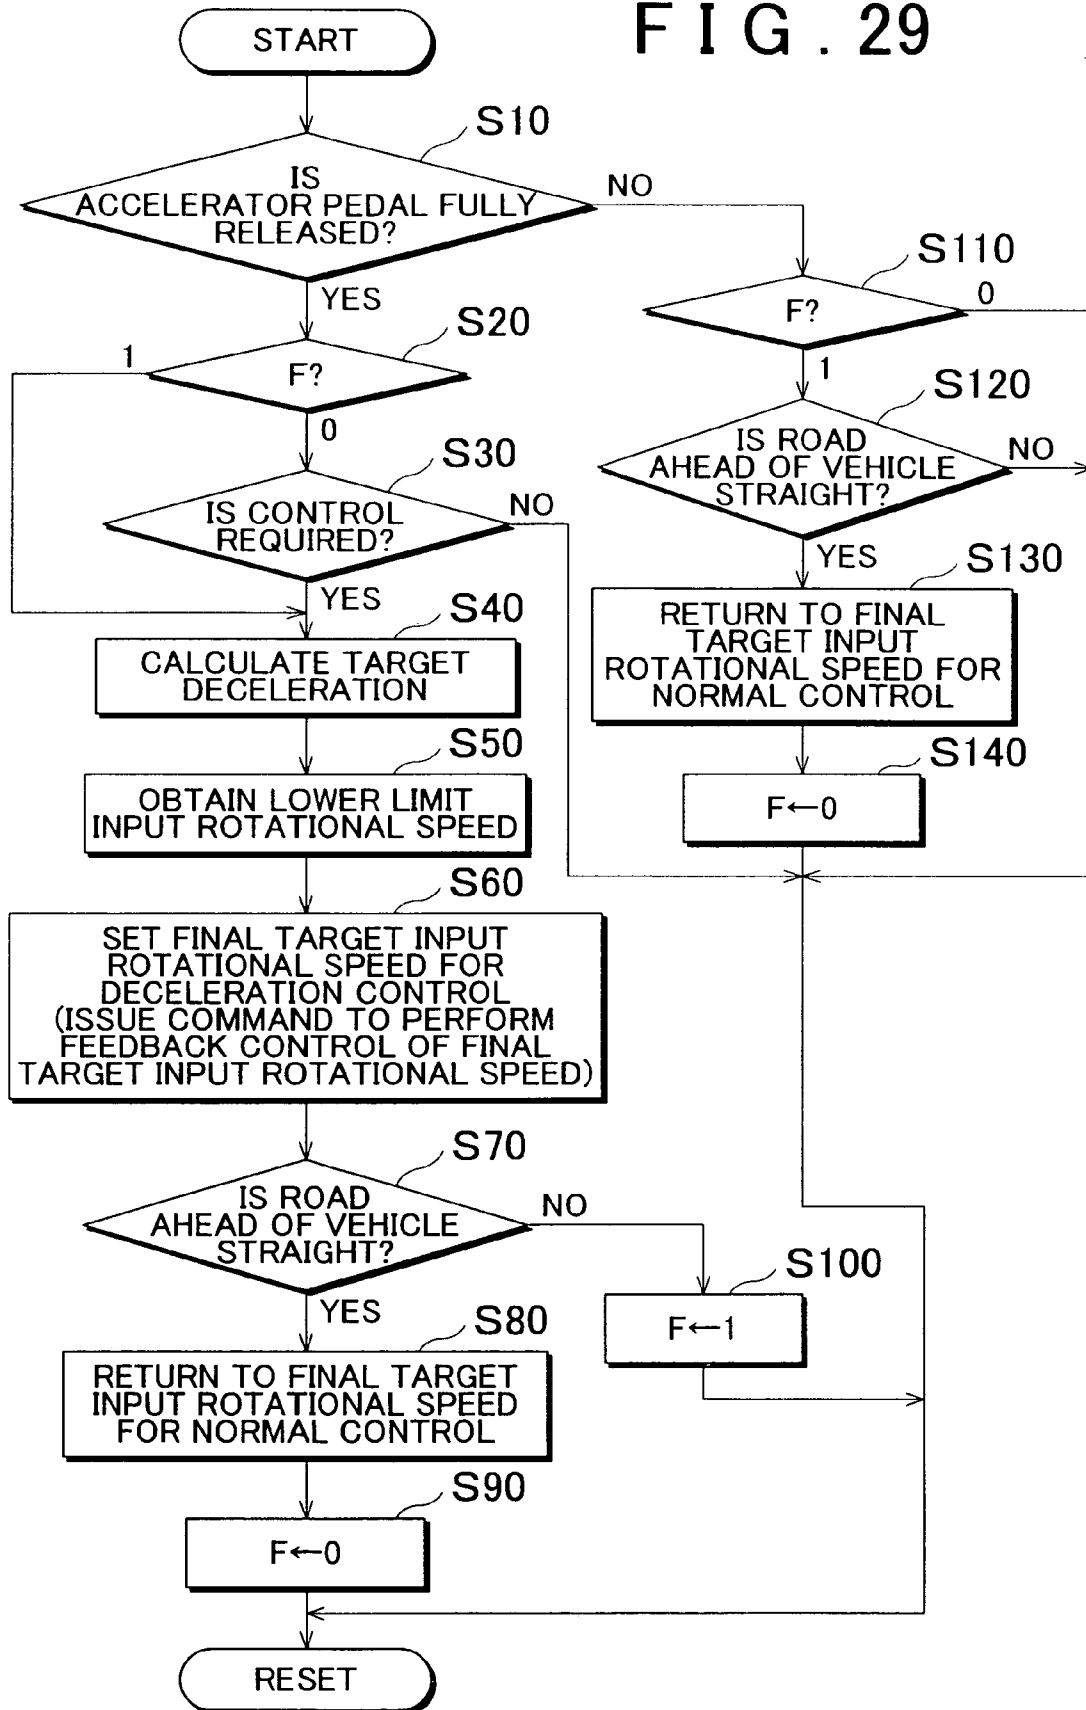 FIG. 29
START
S10
IS
ACCELERATOR PEDAL FULLY
RELEASED?
NO
YES
S20
F?
1
0
S30
IS CONTROL
REQUIRED?
NO
YES
S40
CALCULATE TARGET
DECELERATION
S50
OBTAIN LOWER LIMIT
INPUT ROTATIONAL SPEED
S60
SET FINAL TARGET INPUT
ROTATIONAL SPEED FOR
DECELERATION CONTROL
(ISSUE COMMAND TO PERFORM
FEEDBACK CONTROL OF FINAL
TARGET INPUT ROTATIONAL SPEED)
S70
IS ROAD
AHEAD OF VEHICLE
STRAIGHT?
NO
YES
S80
RETURN TO FINAL TARGET
INPUT ROTATIONAL SPEED
FOR NORMAL CONTROL
S90
F←0
S100
F←1
S110
F?
0
1
S120
IS ROAD
AHEAD OF VEHICLE
STRAIGHT?
NO
YES
S130
RETURN TO FINAL
TARGET INPUT
ROTATIONAL SPEED FOR
NORMAL CONTROL
S140
F←0
RESET